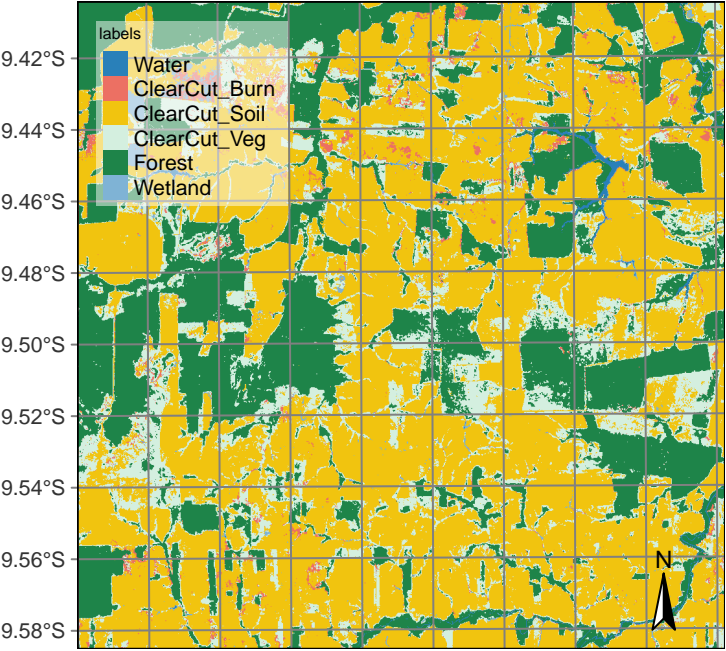 labels
Water
ClearCut_Burn
ClearCut_Soil
ClearCut_Veg
Forest
Wetland
9.42°S
9.44°S
9.46°S
9.48°S
9.50°S
9.52°S
9.54°S
9.56°S
9.58°S
N